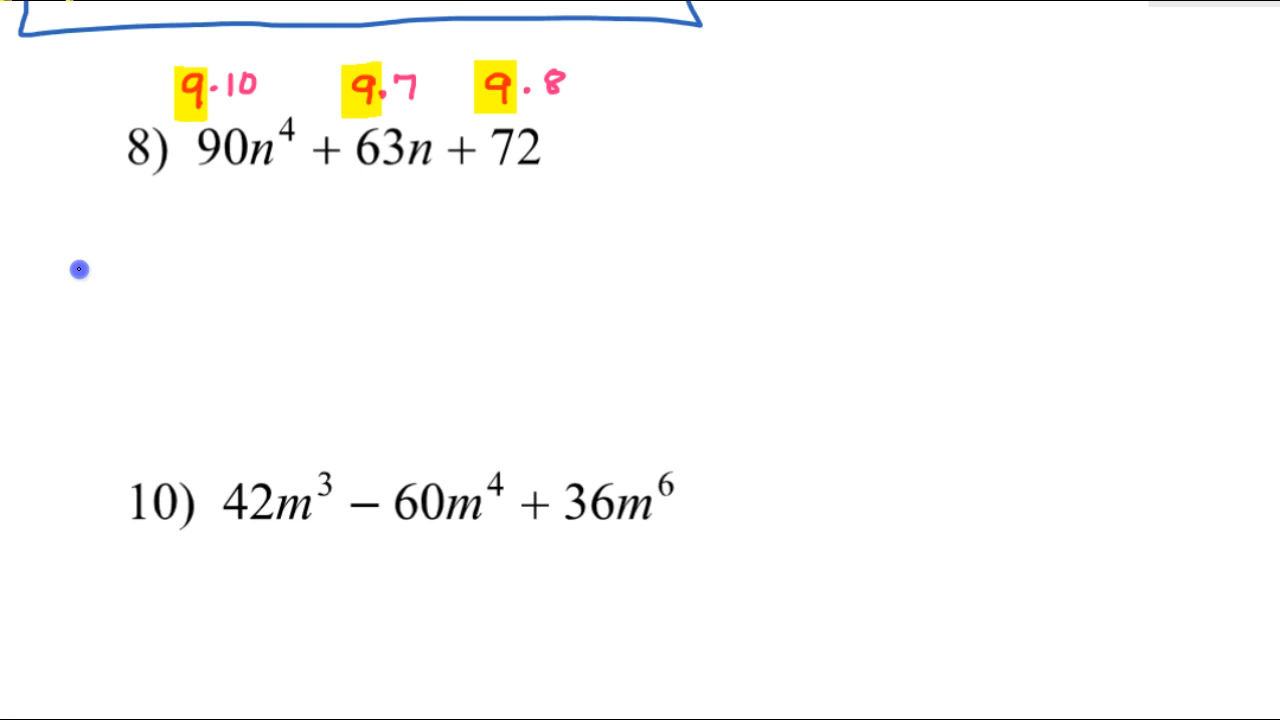 9.10 9.7 9.8
8) 90n⁴ + 63n + 72
10) 42m³ − 60m⁴ + 36m⁶